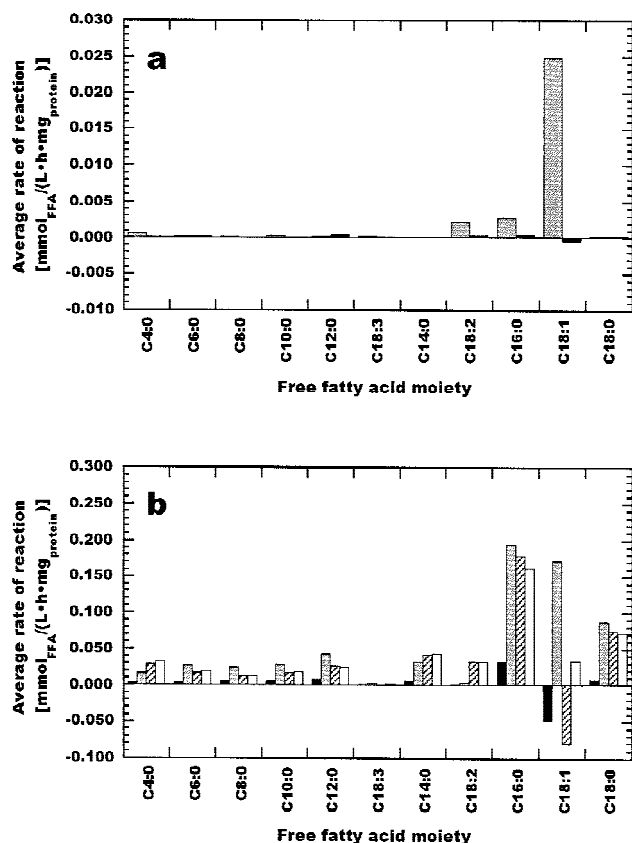 a
Average rate of reaction
[mmol_FFA/(L•h•mg_protein)]
0.030
0.025
0.020
0.015
0.010
0.005
0.000
-0.005
-0.010
C4:0 C6:0 C8:0 C10:0 C12:0 C18:3 C14:0 C18:2 C16:0 C18:1 C18:0
Free fatty acid moiety
b
Average rate of reaction
[mmol_FFA/(L•h•mg_protein)]
0.300
0.250
0.200
0.150
0.100
0.050
0.000
-0.050
-0.100
C4:0 C6:0 C8:0 C10:0 C12:0 C18:3 C14:0 C18:2 C16:0 C18:1 C18:0
Free fatty acid moiety